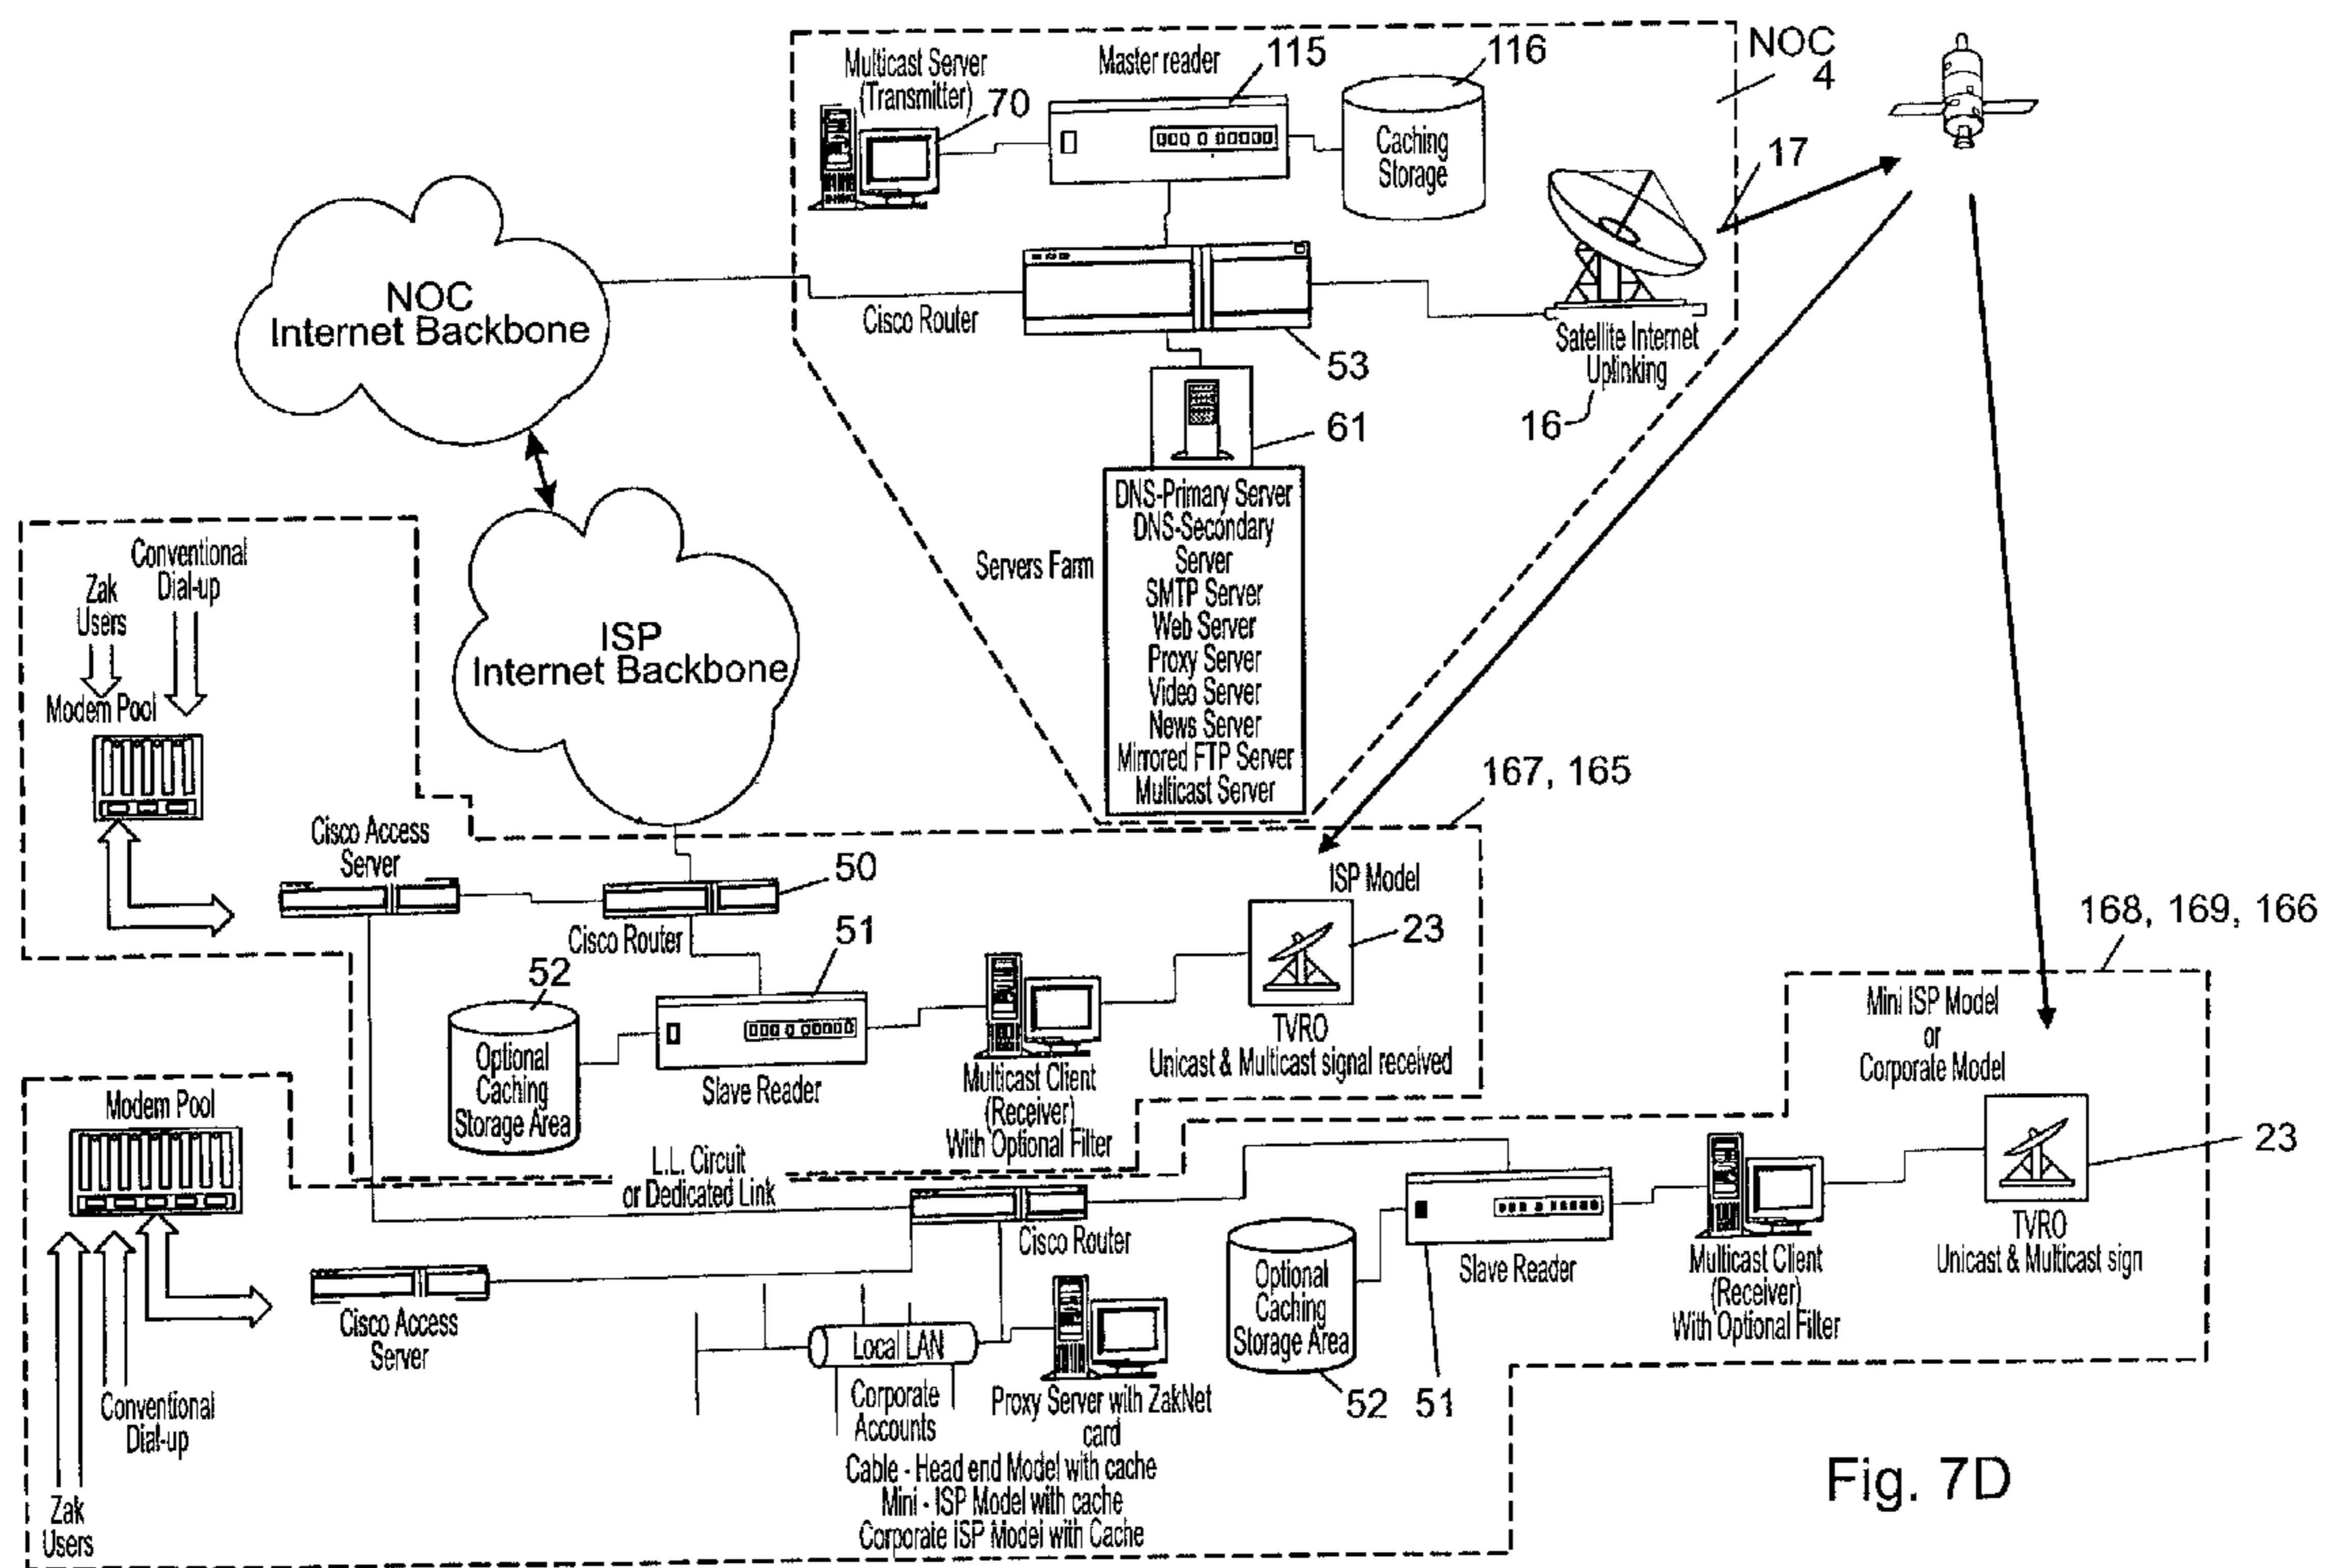 Multicast Server
(Transmitter)
70
Master reader
115
116
NOC
4
Caching
Storage
17
NOC
Internet Backbone
Cisco Router
53
Satellite Internet
Uplinking
16
61
Servers Farm
DNS-Primary Server
DNS-Secondary
Server
SMTP Server
Web Server
Proxy Server
Video Server
News Server
Mirrored FTP Server
Multicast Server
ISP
Internet Backbone
Conventional
Dial-up
Zak
Users
Modem Pool
167, 165
Cisco Access
Server
50
Cisco Router
ISP Model
23
51
52
Optional
Caching
Storage Area
Slave Reader
Multicast Client
(Receiver)
With Optional Filter
TVRO
Unicast & Multicast signal received
168, 169, 166
Mini ISP Model
or
Corporate Model
Modem Pool
L.L. Circuit
or Dedicated Link
Cisco Router
23
TVRO
Unicast & Multicast sign
Slave Reader
Multicast Client
(Receiver)
With Optional Filter
Optional
Caching
Storage Area
52
51
Cisco Access
Server
Local LAN
Corporate
Accounts
Proxy Server with ZakNet
card
Conventional
Dial-up
Zak
Users
Cable - Head end Model with cache
Mini - ISP Model with cache
Corporate ISP Model with Cache
Fig. 7D